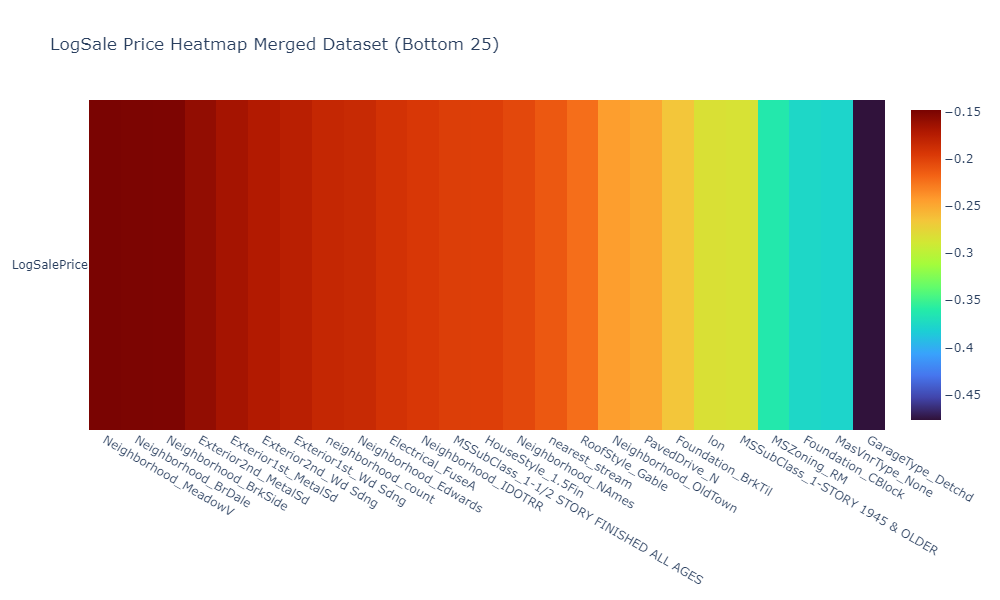 LogSale Price Heatmap Merged Dataset (Bottom 25)
LogSalePrice
−0.15
−0.2
−0.25
−0.3
−0.35
−0.4
−0.45
Neighborhood_MeadowV
Neighborhood_BrDale
Neighborhood_BrkSide
Exterior2nd_MetalSd
Exterior1st_MetalSd
Exterior2nd_Wd Sdng
Exterior1st_Wd Sdng
neighborhood_count
Neighborhood_Edwards
Electrical_FuseA
Neighborhood_IDOTRR
MSSubClass_1-1/2 STORY FINISHED ALL AGES
HouseStyle_1.5Fin
Neighborhood_NAmes
nearest_stream
RoofStyle_Gable
Neighborhood_OldTown
PavedDrive_N
Foundation_BrkTil
lon
MSSubClass_1-STORY 1945 & OLDER
MSZoning_RM
Foundation_CBlock
MasVnrType_None
GarageType_Detchd